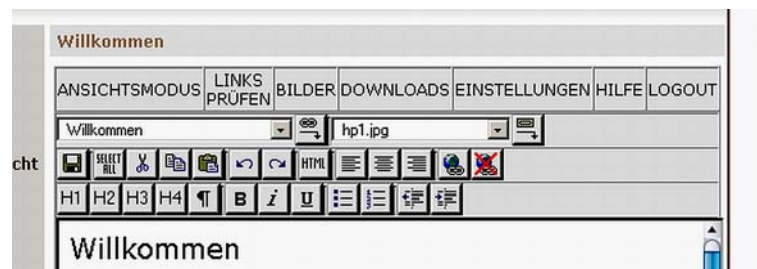 Willkommen
ANSICHTSMODUS LINKS PRÜFEN BILDER DOWNLOADS EINSTELLUNGEN HILFE LOGOUT
Willkommen hp1.jpg
cht
SELECT ALL HTML
H1 H2 H3 H4 ¶ B i U
Willkommen